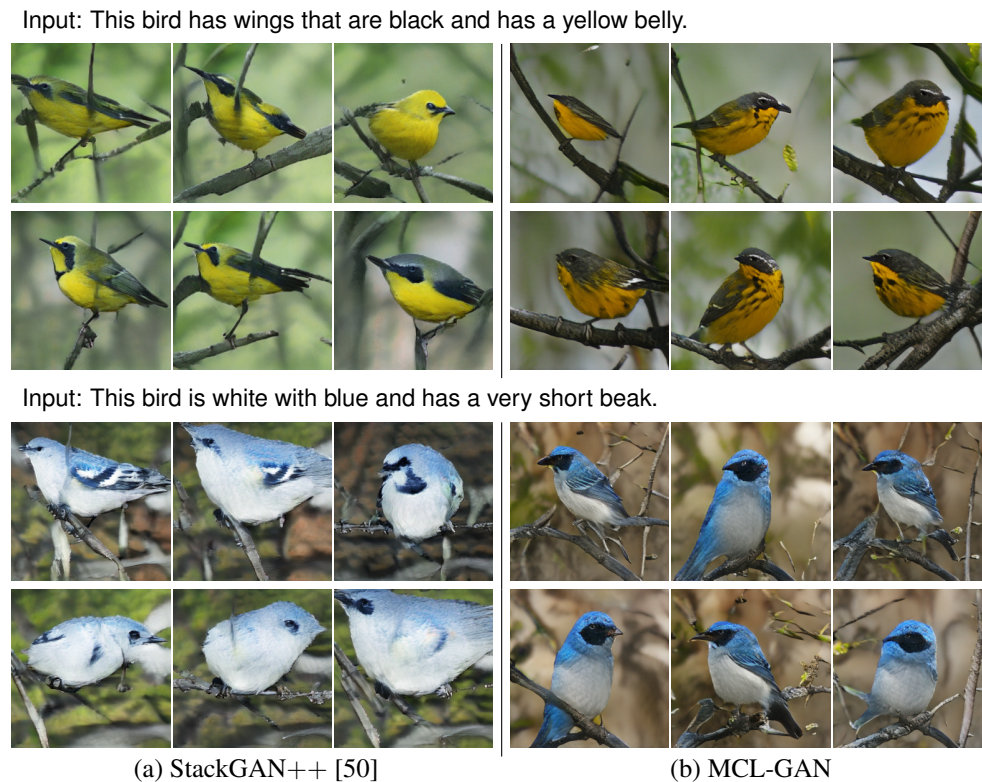 Input: This bird has wings that are black and has a yellow belly.
Input: This bird is white with blue and has a very short beak.
(a) StackGAN++ [50]
(b) MCL-GAN